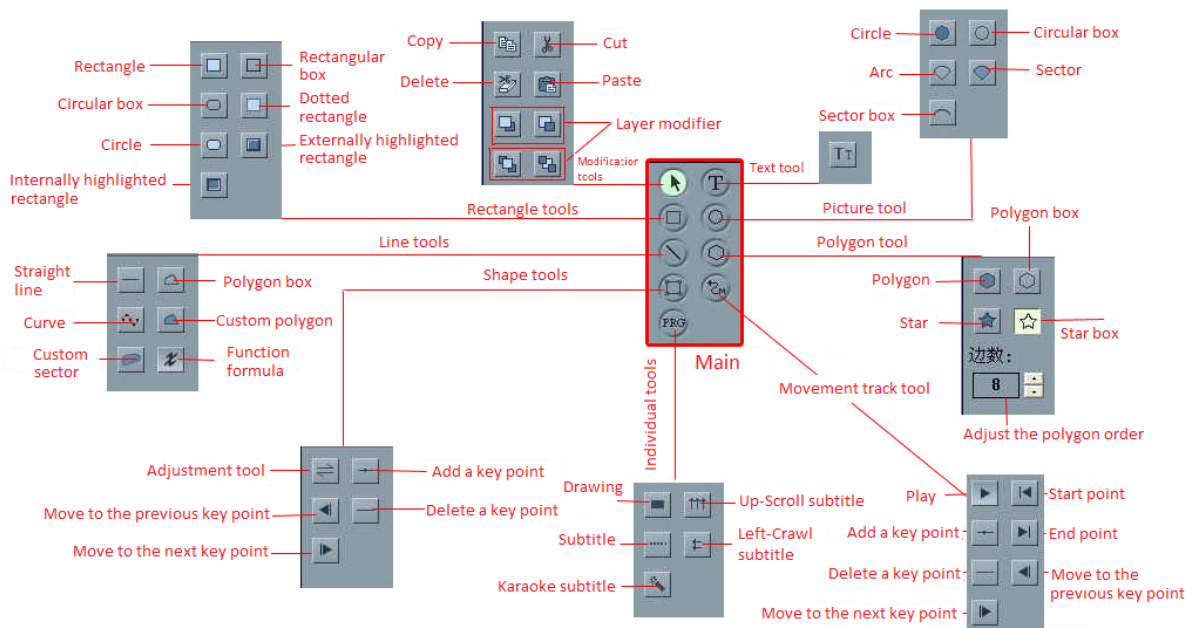 Copy
Cut
Delete
Paste
Layer modifier
Modification
tools
Rectangle
Rectangular
box
Circular box
Dotted
rectangle
Circle
Externally highlighted
rectangle
Internally highlighted
rectangle
Rectangle tools
Circle
Circular box
Arc
Sector
Sector box
TT
Text tool
Picture tool
T
PRG
Main
Line tools
Straight
line
Polygon box
Curve
Custom polygon
Custom
sector
Function
formula
Shape tools
Polygon tool
Polygon box
Polygon
Star
Star box
边数:
8
Adjust the polygon order
Movement track tool
Individual tools
Adjustment tool
Add a key point
Move to the previous key point
Delete a key point
Move to the next key point
Drawing
Up-Scroll subtitle
Subtitle
Left-Crawl
subtitle
Karaoke subtitle
Play
Start point
Add a key point
End point
Delete a key point
Move to the
previous key point
Move to the next key point